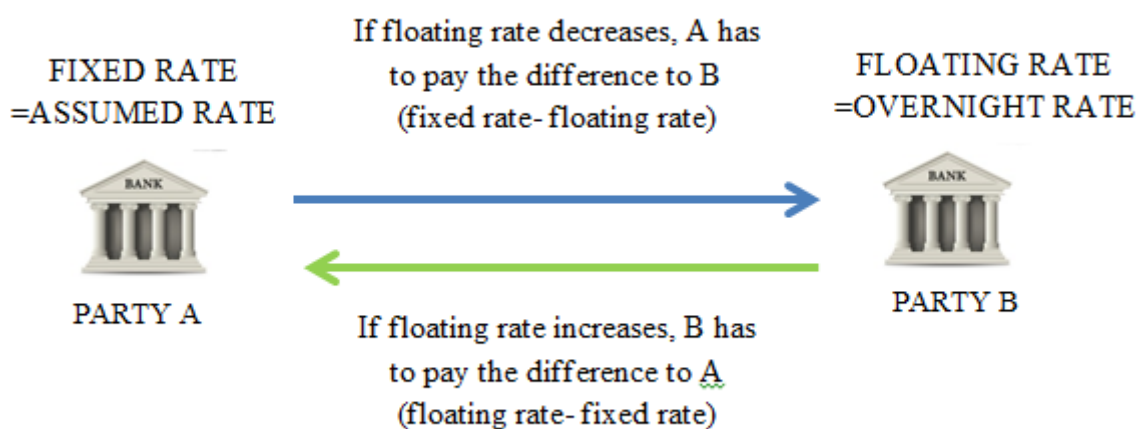 If floating rate decreases, A has
to pay the difference to B
(fixed rate- floating rate)
FIXED RATE
=ASSUMED RATE
FLOATING RATE
=OVERNIGHT RATE
BANK
BANK
PARTY A
PARTY B
If floating rate increases, B has
to pay the difference to A
(floating rate- fixed rate)